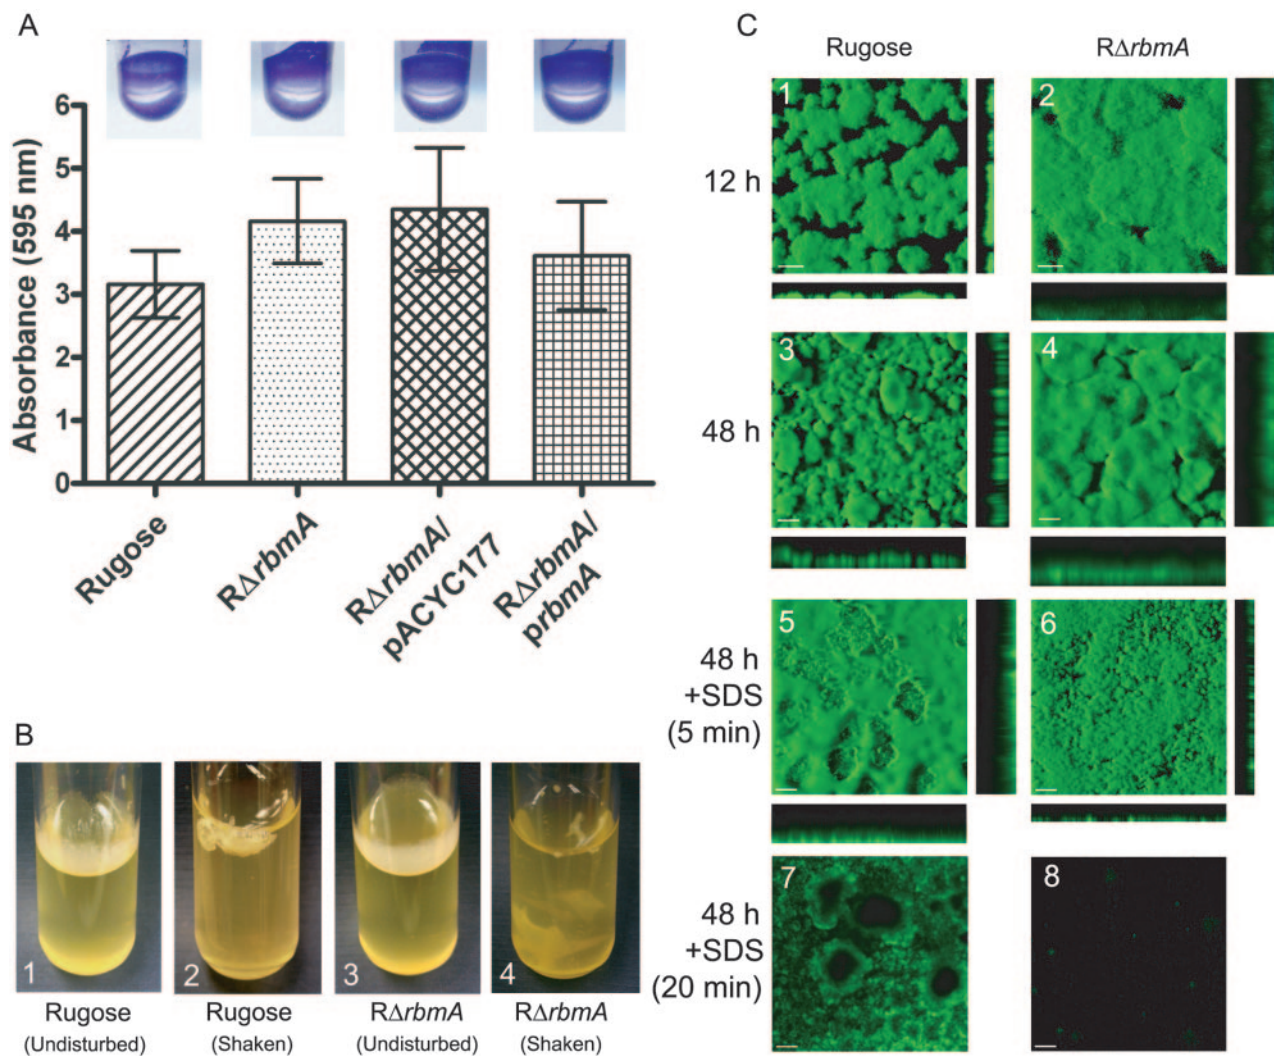 A
Absorbance (595 nm)
6
5
4
3
2
1
0
Rugose
RΔrbmA
RΔrbmA/
pACYC177
RΔrbmA/
prbmA
B
1
2
3
4
Rugose
(Undisturbed)
Rugose
(Shaken)
RΔrbmA
(Undisturbed)
RΔrbmA
(Shaken)
C
Rugose
RΔrbmA
12 h
1
2
48 h
3
4
48 h
+SDS
(5 min)
5
6
48 h
+SDS
(20 min)
7
8